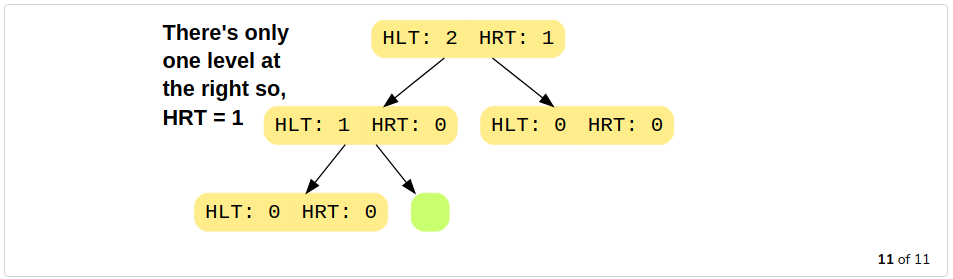 There's only
one level at
the right so,
HRT = 1
HLT: 2 HRT: 1
HLT: 1 HRT: 0
HLT: 0 HRT: 0
HLT: 0 HRT: 0
11 of 11